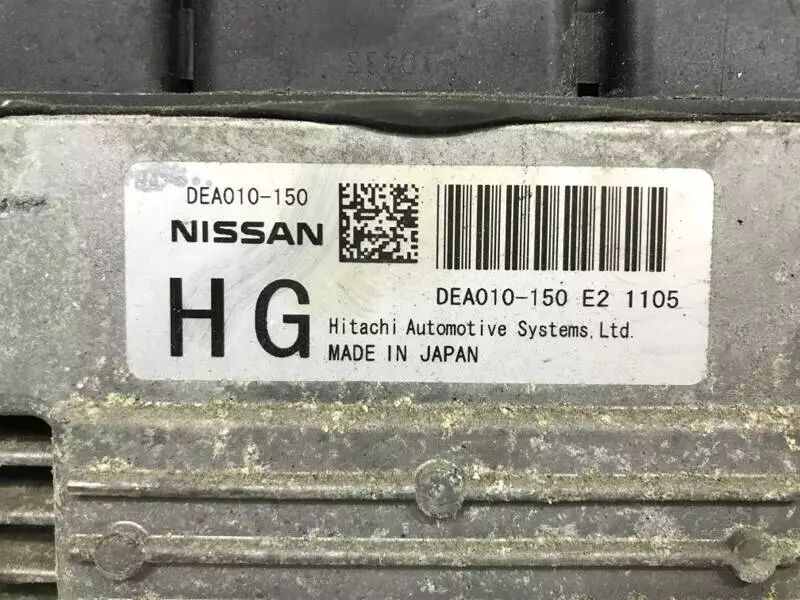 DEA010-150
NISSAN
HG
DEA010-150 E2 1105
Hitachi Automotive Systems, Ltd.
MADE IN JAPAN